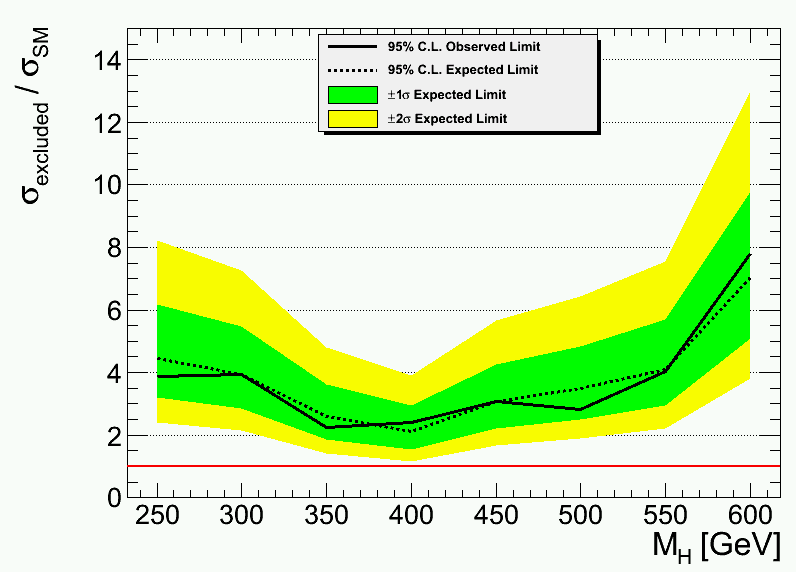 σexcluded / σSM
14
12
10
8
6
4
2
0
95% C.L. Observed Limit
95% C.L. Expected Limit
±1σ Expected Limit
±2σ Expected Limit
250 300 350 400 450 500 550 600
MH [GeV]